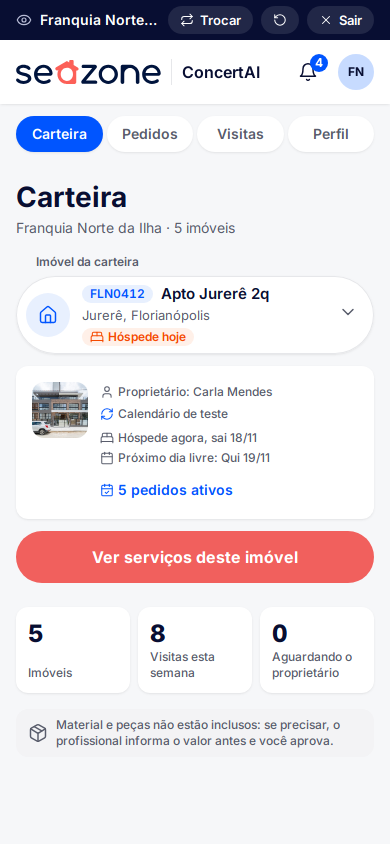 Franquia Norte... Trocar Sair
seazone ConcertAI 4 FN
Carteira Pedidos Visitas Perfil
Carteira
Franquia Norte da Ilha · 5 imóveis
Imóvel da carteira
FLN0412 Apto Jurerê 2q
Jurerê, Florianópolis
Hóspede hoje
Proprietário: Carla Mendes
Calendário de teste
Hóspede agora, sai 18/11
Próximo dia livre: Qui 19/11
5 pedidos ativos
Ver serviços deste imóvel
5 8 0
Imóveis Visitas esta semana Aguardando o proprietário
Material e peças não estão inclusos: se precisar, o
profissional informa o valor antes e você aprova.